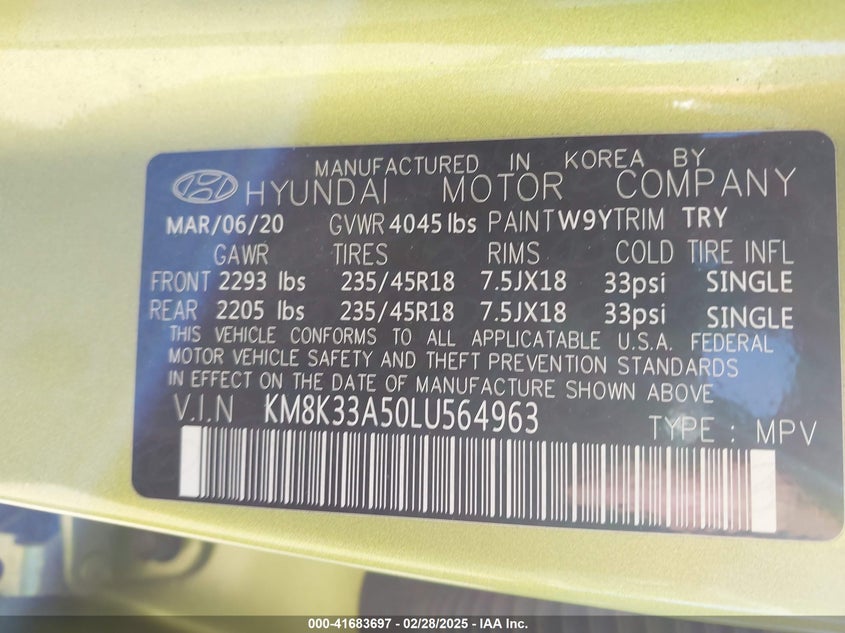 MANUFACTURED IN KOREA BY
HYUNDAI MOTOR COMPANY
MAR/06/20 GVWR 4045 lbs PAINT W9Y TRIM TRY
GAWR TIRES RIMS COLD TIRE INFL
FRONT 2293 lbs 235/45R18 7.5JX18 33psi SINGLE
REAR 2205 lbs 235/45R18 7.5JX18 33psi SINGLE
THIS VEHICLE CONFORMS TO ALL APPLICATABLE U.S.A. FEDERAL
MOTOR VEHICLE SAFETY AND THEFT PREVENTION STANDARDS
IN EFFECT ON THE DATE OF MANUFACTURE SHOWN ABOVE
V.I.N KM8K33A50LU564963
TYPE : MPV
000-41683697 / 02/28/2025 - IAA Inc.